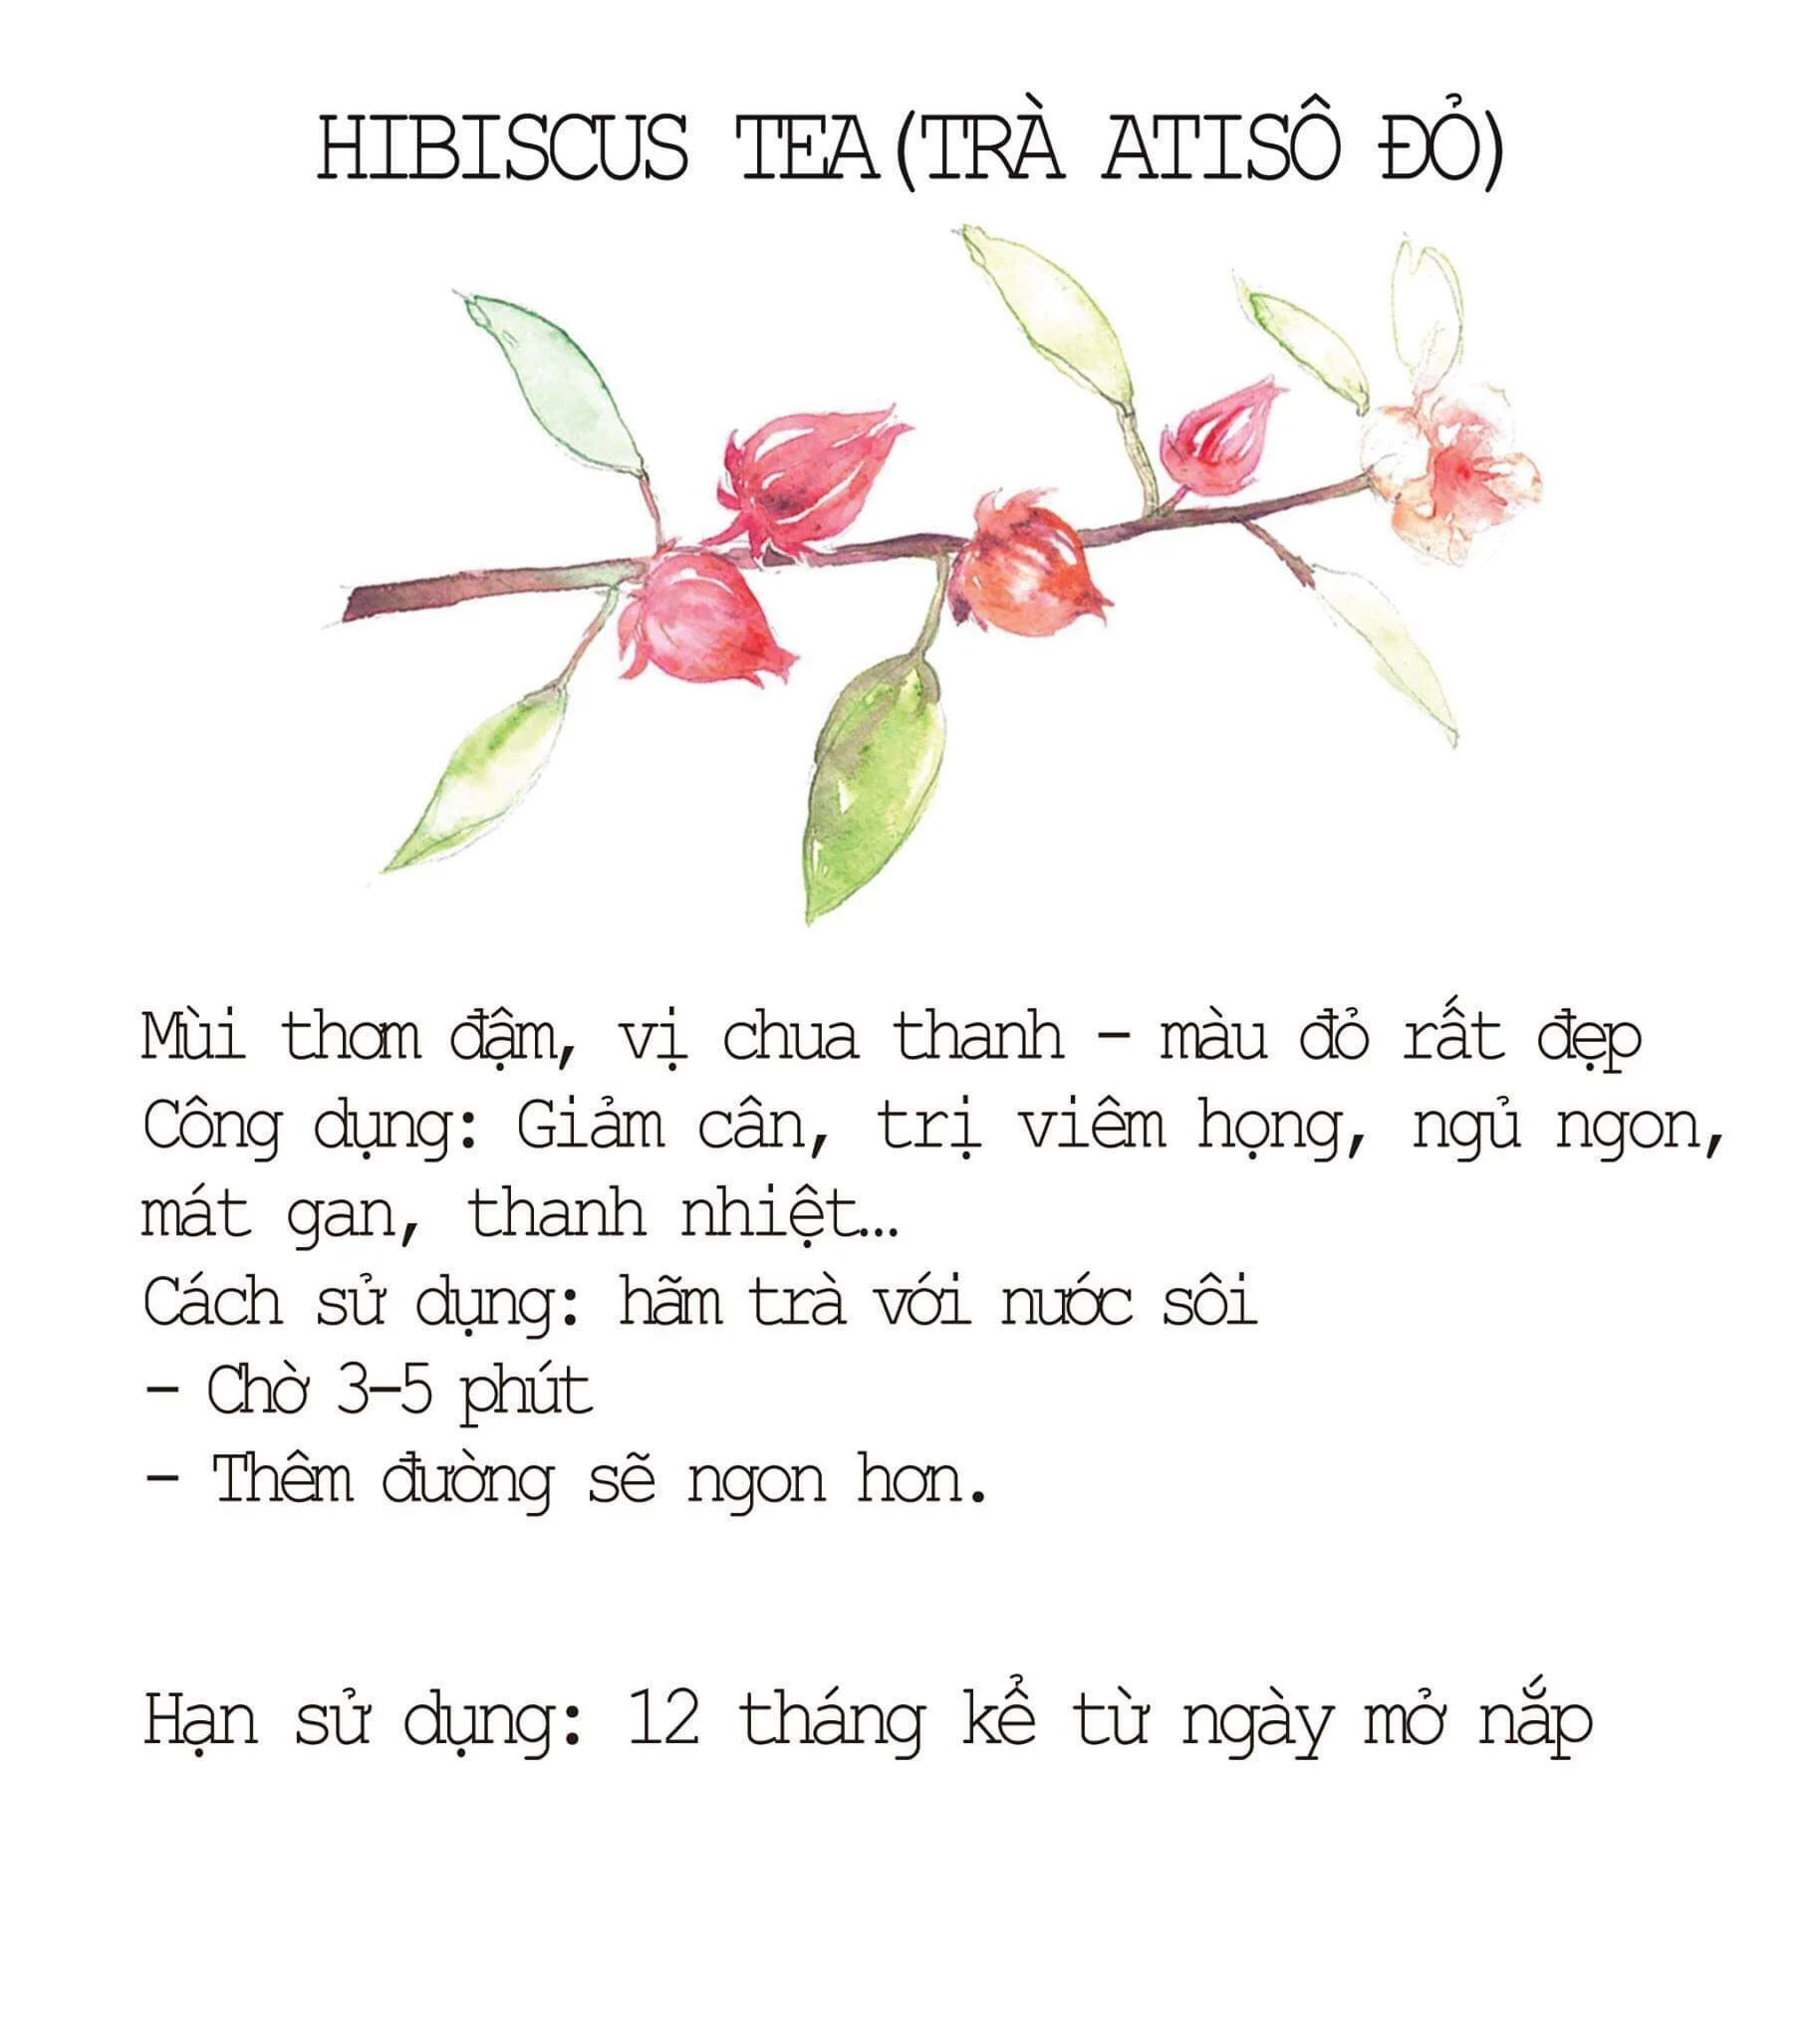 HIBISCUS TEA(TRÀ ATISÔ ĐỎ)
Mùi thơm đậm, vị chua thanh - màu đỏ rất đẹp
Công dụng: Giảm cân, trị viêm họng, ngủ ngon,
mát gan, thanh nhiệt...
Cách sử dụng: hãm trà với nước sôi
- Chờ 3-5 phút
- Thêm đường sẽ ngon hơn.
Hạn sử dụng: 12 tháng kể từ ngày mở nắp